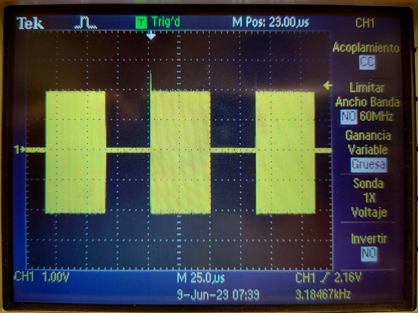 Tek T Trig'd M Pos: 23.00µs CH1
Acoplamiento
CC
Limitar
Ancho Banda
NO 60MHz
Ganancia
Variable
Gruesa
Sonda
1X
Voltaje
Invertir
NO
1
CH1 1.00V M 25.0µs CH1 / 2.16V
9-Jun-23 07:39 3.18467kHz